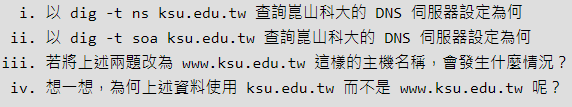 i. 以 dig -t ns ksu.edu.tw 查詢崑山科大的 DNS 伺服器設定為何
ii. 以 dig -t soa ksu.edu.tw 查詢崑山科大的 DNS 伺服器設定為何
iii. 若將上述兩題改為 www.ksu.edu.tw 這樣的主機名稱，會發生什麼情況？
iv. 想一想，為何上述資料使用 ksu.edu.tw 而不是 www.ksu.edu.tw 呢？